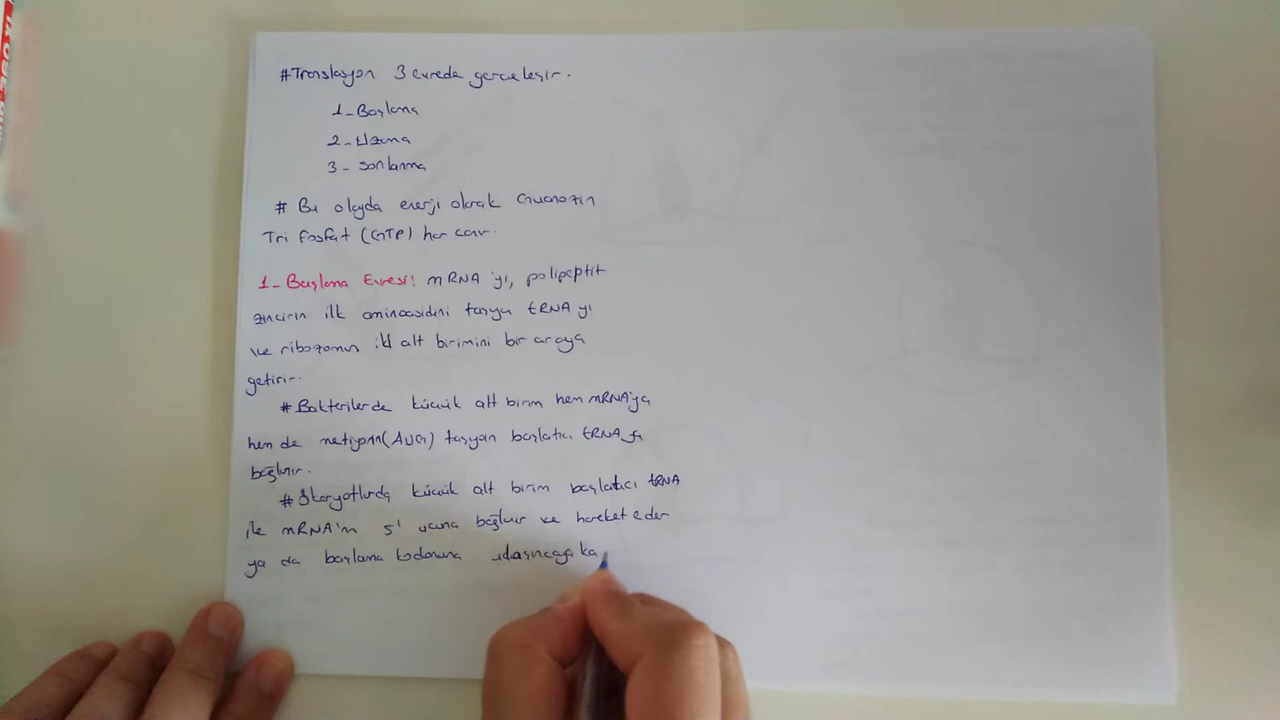 #Translasyon 3 evrede gerçekleşir.
1-Başlama
2-Uzama
3-Sonlanma
# Bu olayda enerji olarak Guanozin
Tri fosfat (GTP) harcanır.
1-Başlama Evresi: mRNA'yı, polipeptit
zincirin ilk aminoasidini taşıyan tRNA yı
ve ribozomun iki alt birimini bir araya
getirir.
#Bakterilerde küçük alt birim hem mRNA'ya
hem de metiyonin(AUG) taşıyan başlatıcı tRNA ya
bağlanır.
#Ökaryotlarda küçük alt birim başlatıcı tRNA
ile mRNA'nın 5' ucuna bağlanır ve hareket eder
ya da başlama kodonuna ulaşıncaya ka